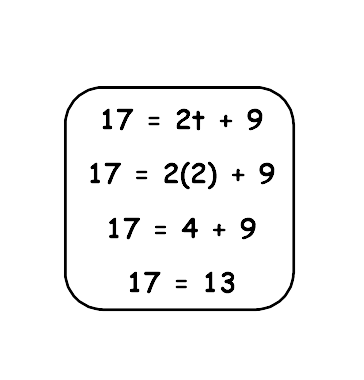 17 = 2t + 9
17 = 2(2) + 9
17 = 4 + 9
17 = 13